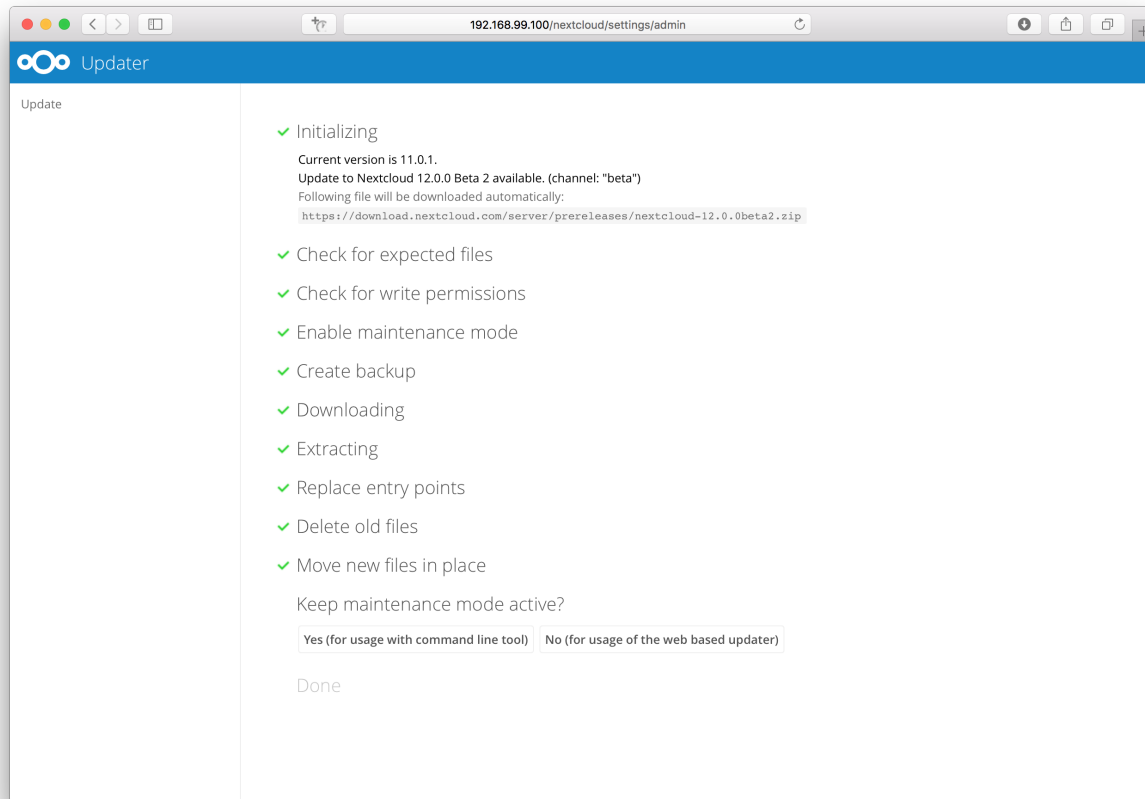 192.168.99.100/nextcloud/settings/admin
Updater
Update
Initializing
Current version is 11.0.1.
Update to Nextcloud 12.0.0 Beta 2 available. (channel: "beta")
Following file will be downloaded automatically:
https://download.nextcloud.com/server/prereleases/nextcloud-12.0.0beta2.zip
Check for expected files
Check for write permissions
Enable maintenance mode
Create backup
Downloading
Extracting
Replace entry points
Delete old files
Move new files in place
Keep maintenance mode active?
Yes (for usage with command line tool) No (for usage of the web based updater)
Done